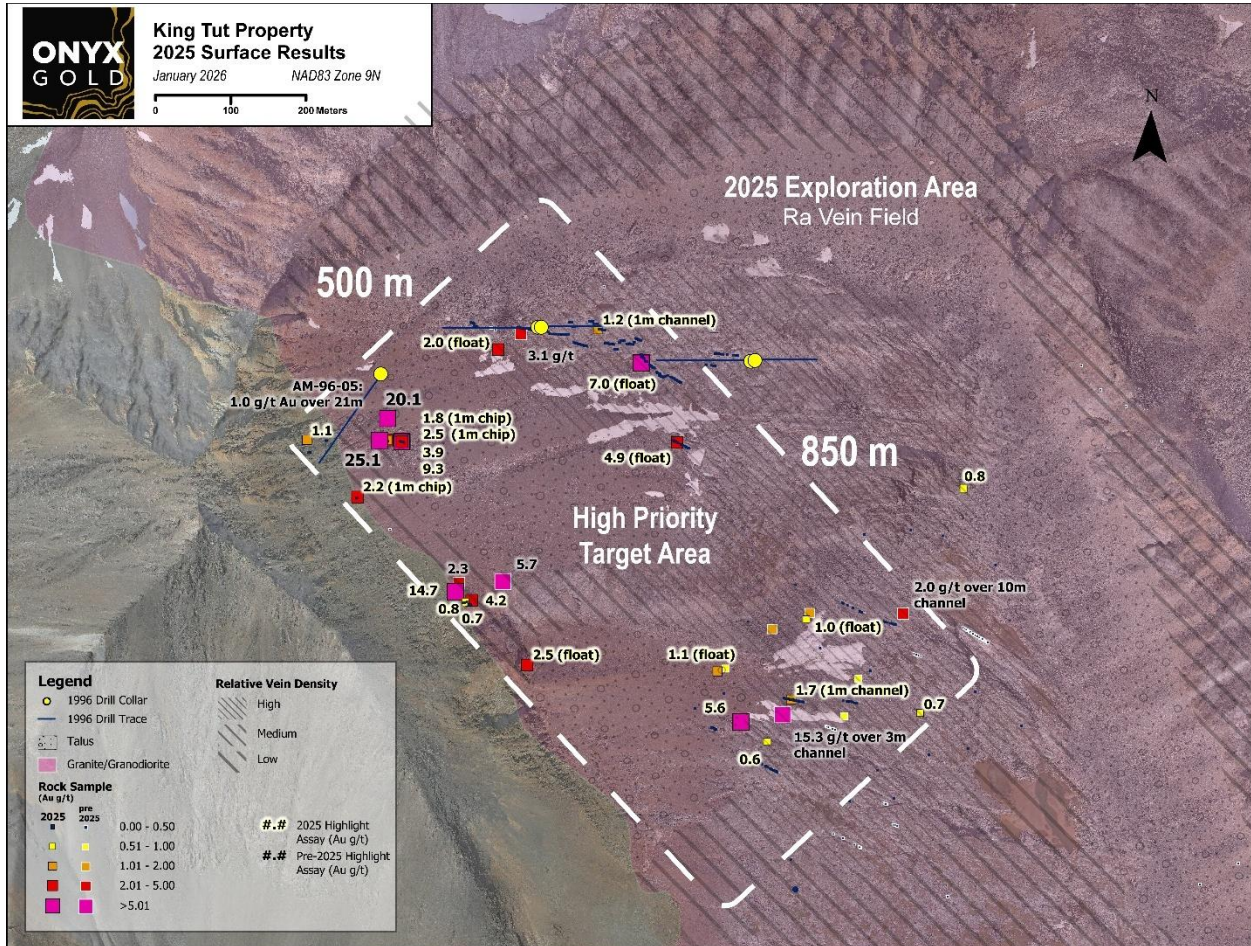 ONYX
GOLD
King Tut Property
2025 Surface Results
January 2026 NAD83 Zone 9N
0 100 200 Meters
N
2025 Exploration Area
Ra Vein Field
500 m
1.2 (1m channel)
2.0 (float)
3.1 g/t
7.0 (float)
AM-96-05:
1.0 g/t Au over 21m
20.1
1.1
1.8 (1m chip)
2.5 (1m chip)
3.9
9.3
25.1
4.9 (float)
850 m
2.2 (1m chip)
0.8
High Priority
Target Area
2.3
5.7
14.7
4.2
0.8
0.7
2.0 g/t over 10m
channel
1.0 (float)
2.5 (float)
1.1 (float)
1.7 (1m channel)
5.6
0.7
15.3 g/t over 3m
channel
0.6
Legend
1996 Drill Collar
1996 Drill Trace
Talus
Granite/Granodiorite
Rock Sample
(Au g/t)
2025 pre
2025
0.00 - 0.50
0.51 - 1.00
1.01 - 2.00
2.01 - 5.00
>5.01
Relative Vein Density
High
Medium
Low
#.# 2025 Highlight
Assay (Au g/t)
#.# Pre-2025 Highlight
Assay (Au g/t)